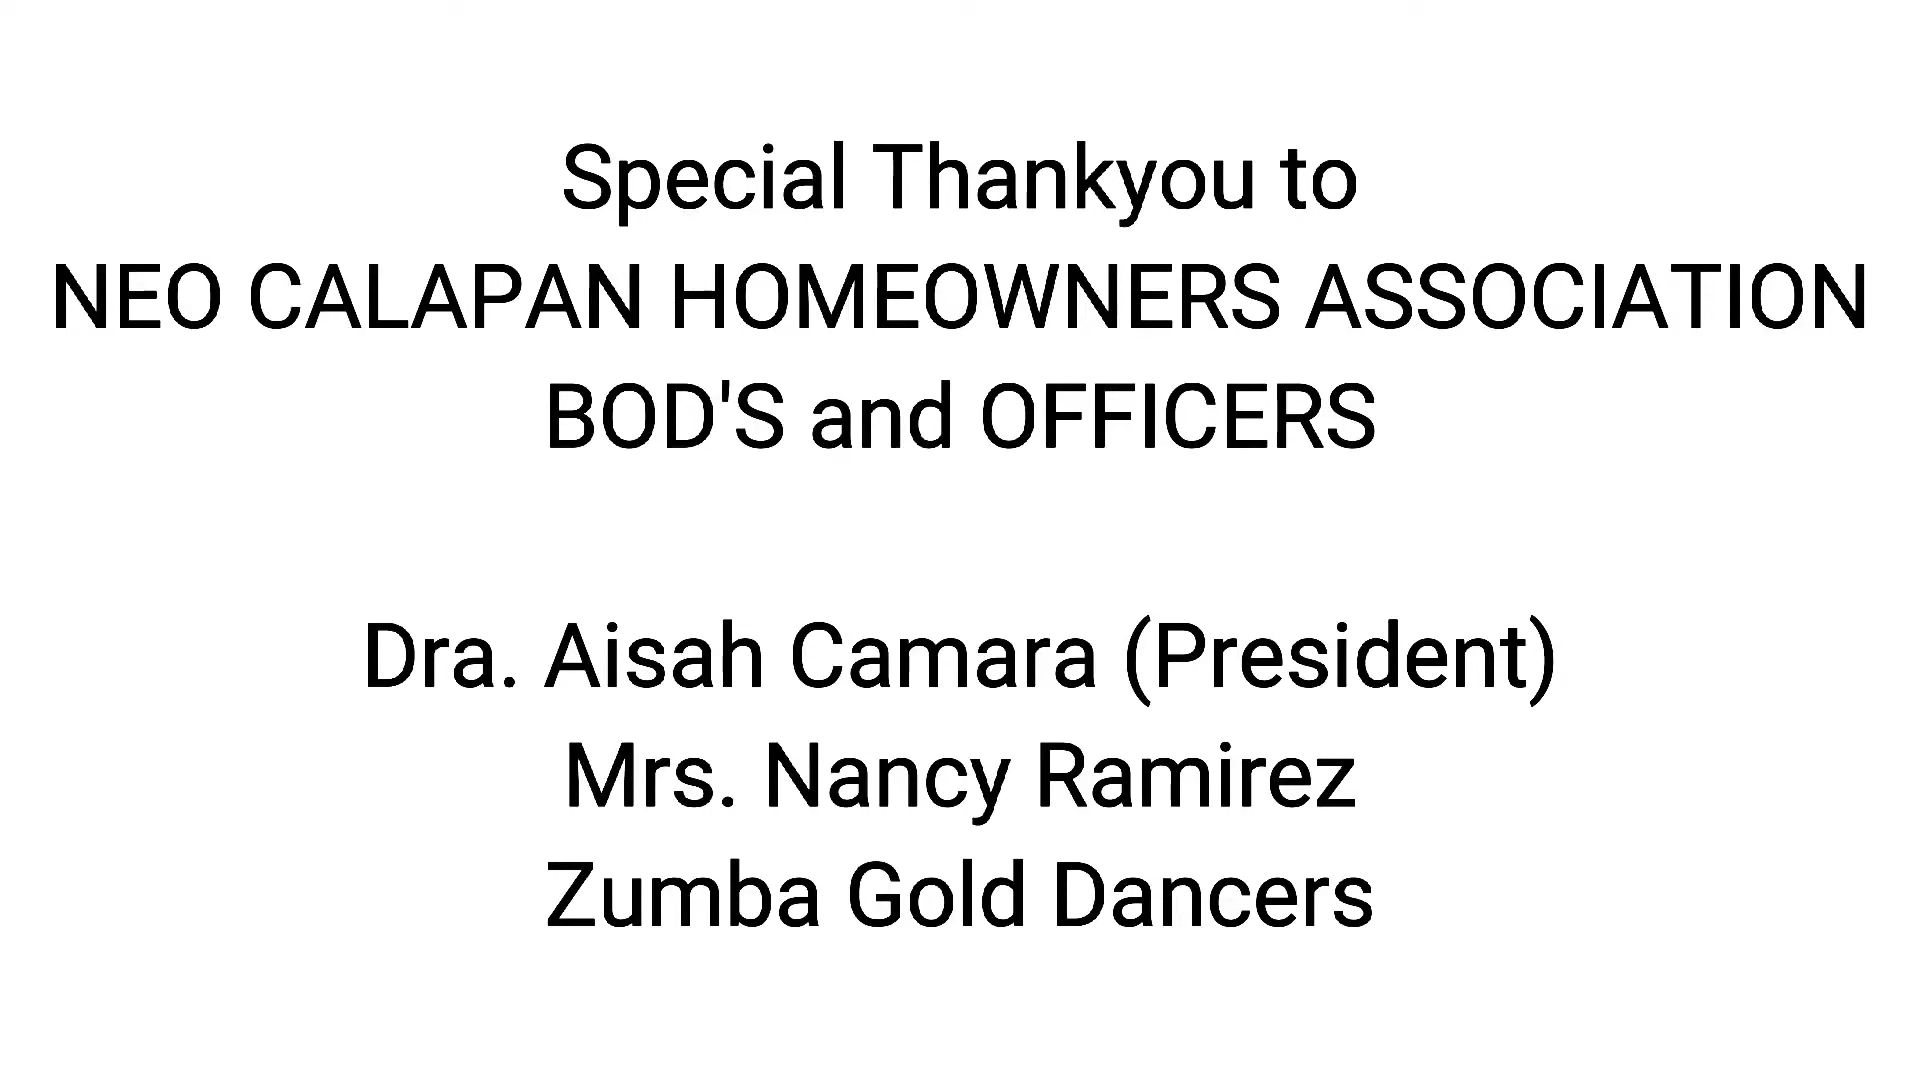 Special Thankyou to
NEO CALAPAN HOMEOWNERS ASSOCIATION
BOD'S and OFFICERS
Dra. Aisah Camara (President)
Mrs. Nancy Ramirez
Zumba Gold Dancers